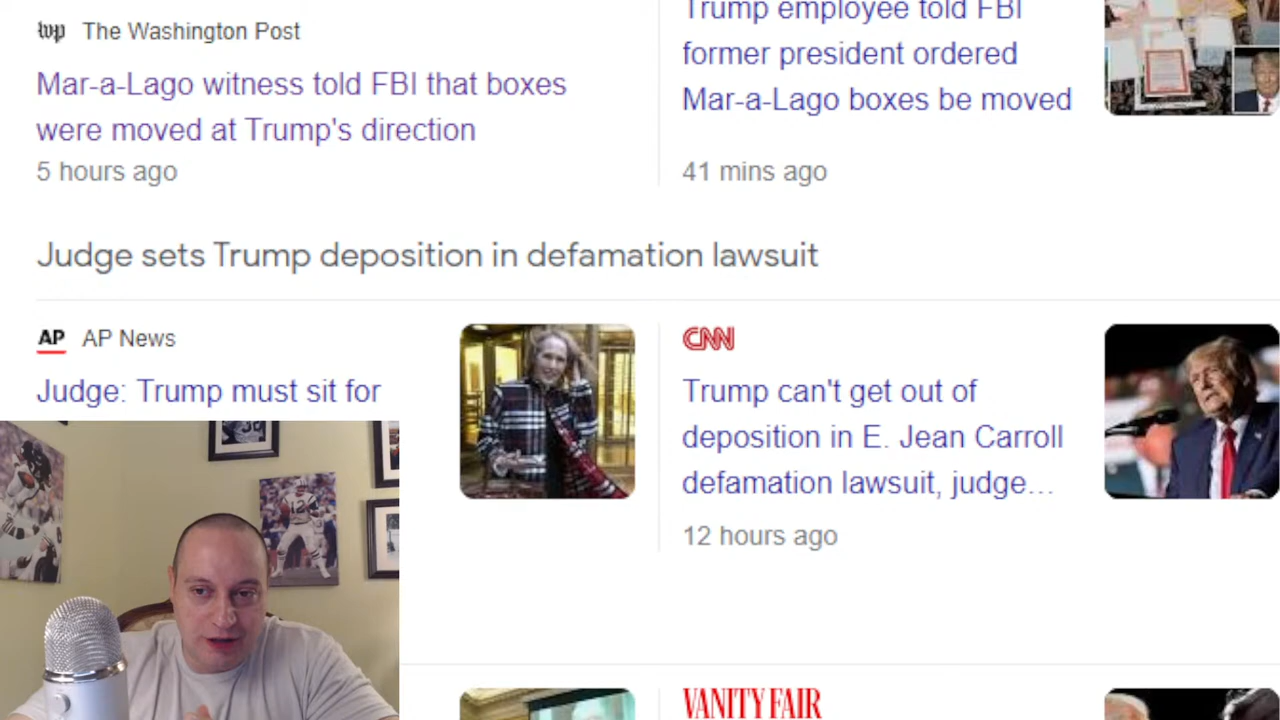 The Washington Post
Mar-a-Lago witness told FBI that boxes
were moved at Trump's direction
5 hours ago
Trump employee told FBI
former president ordered
Mar-a-Lago boxes be moved
41 mins ago
Judge sets Trump deposition in defamation lawsuit
AP AP News
Judge: Trump must sit for
CNN
Trump can't get out of
deposition in E. Jean Carroll
defamation lawsuit, judge...
12 hours ago
VANITY FAIR
12